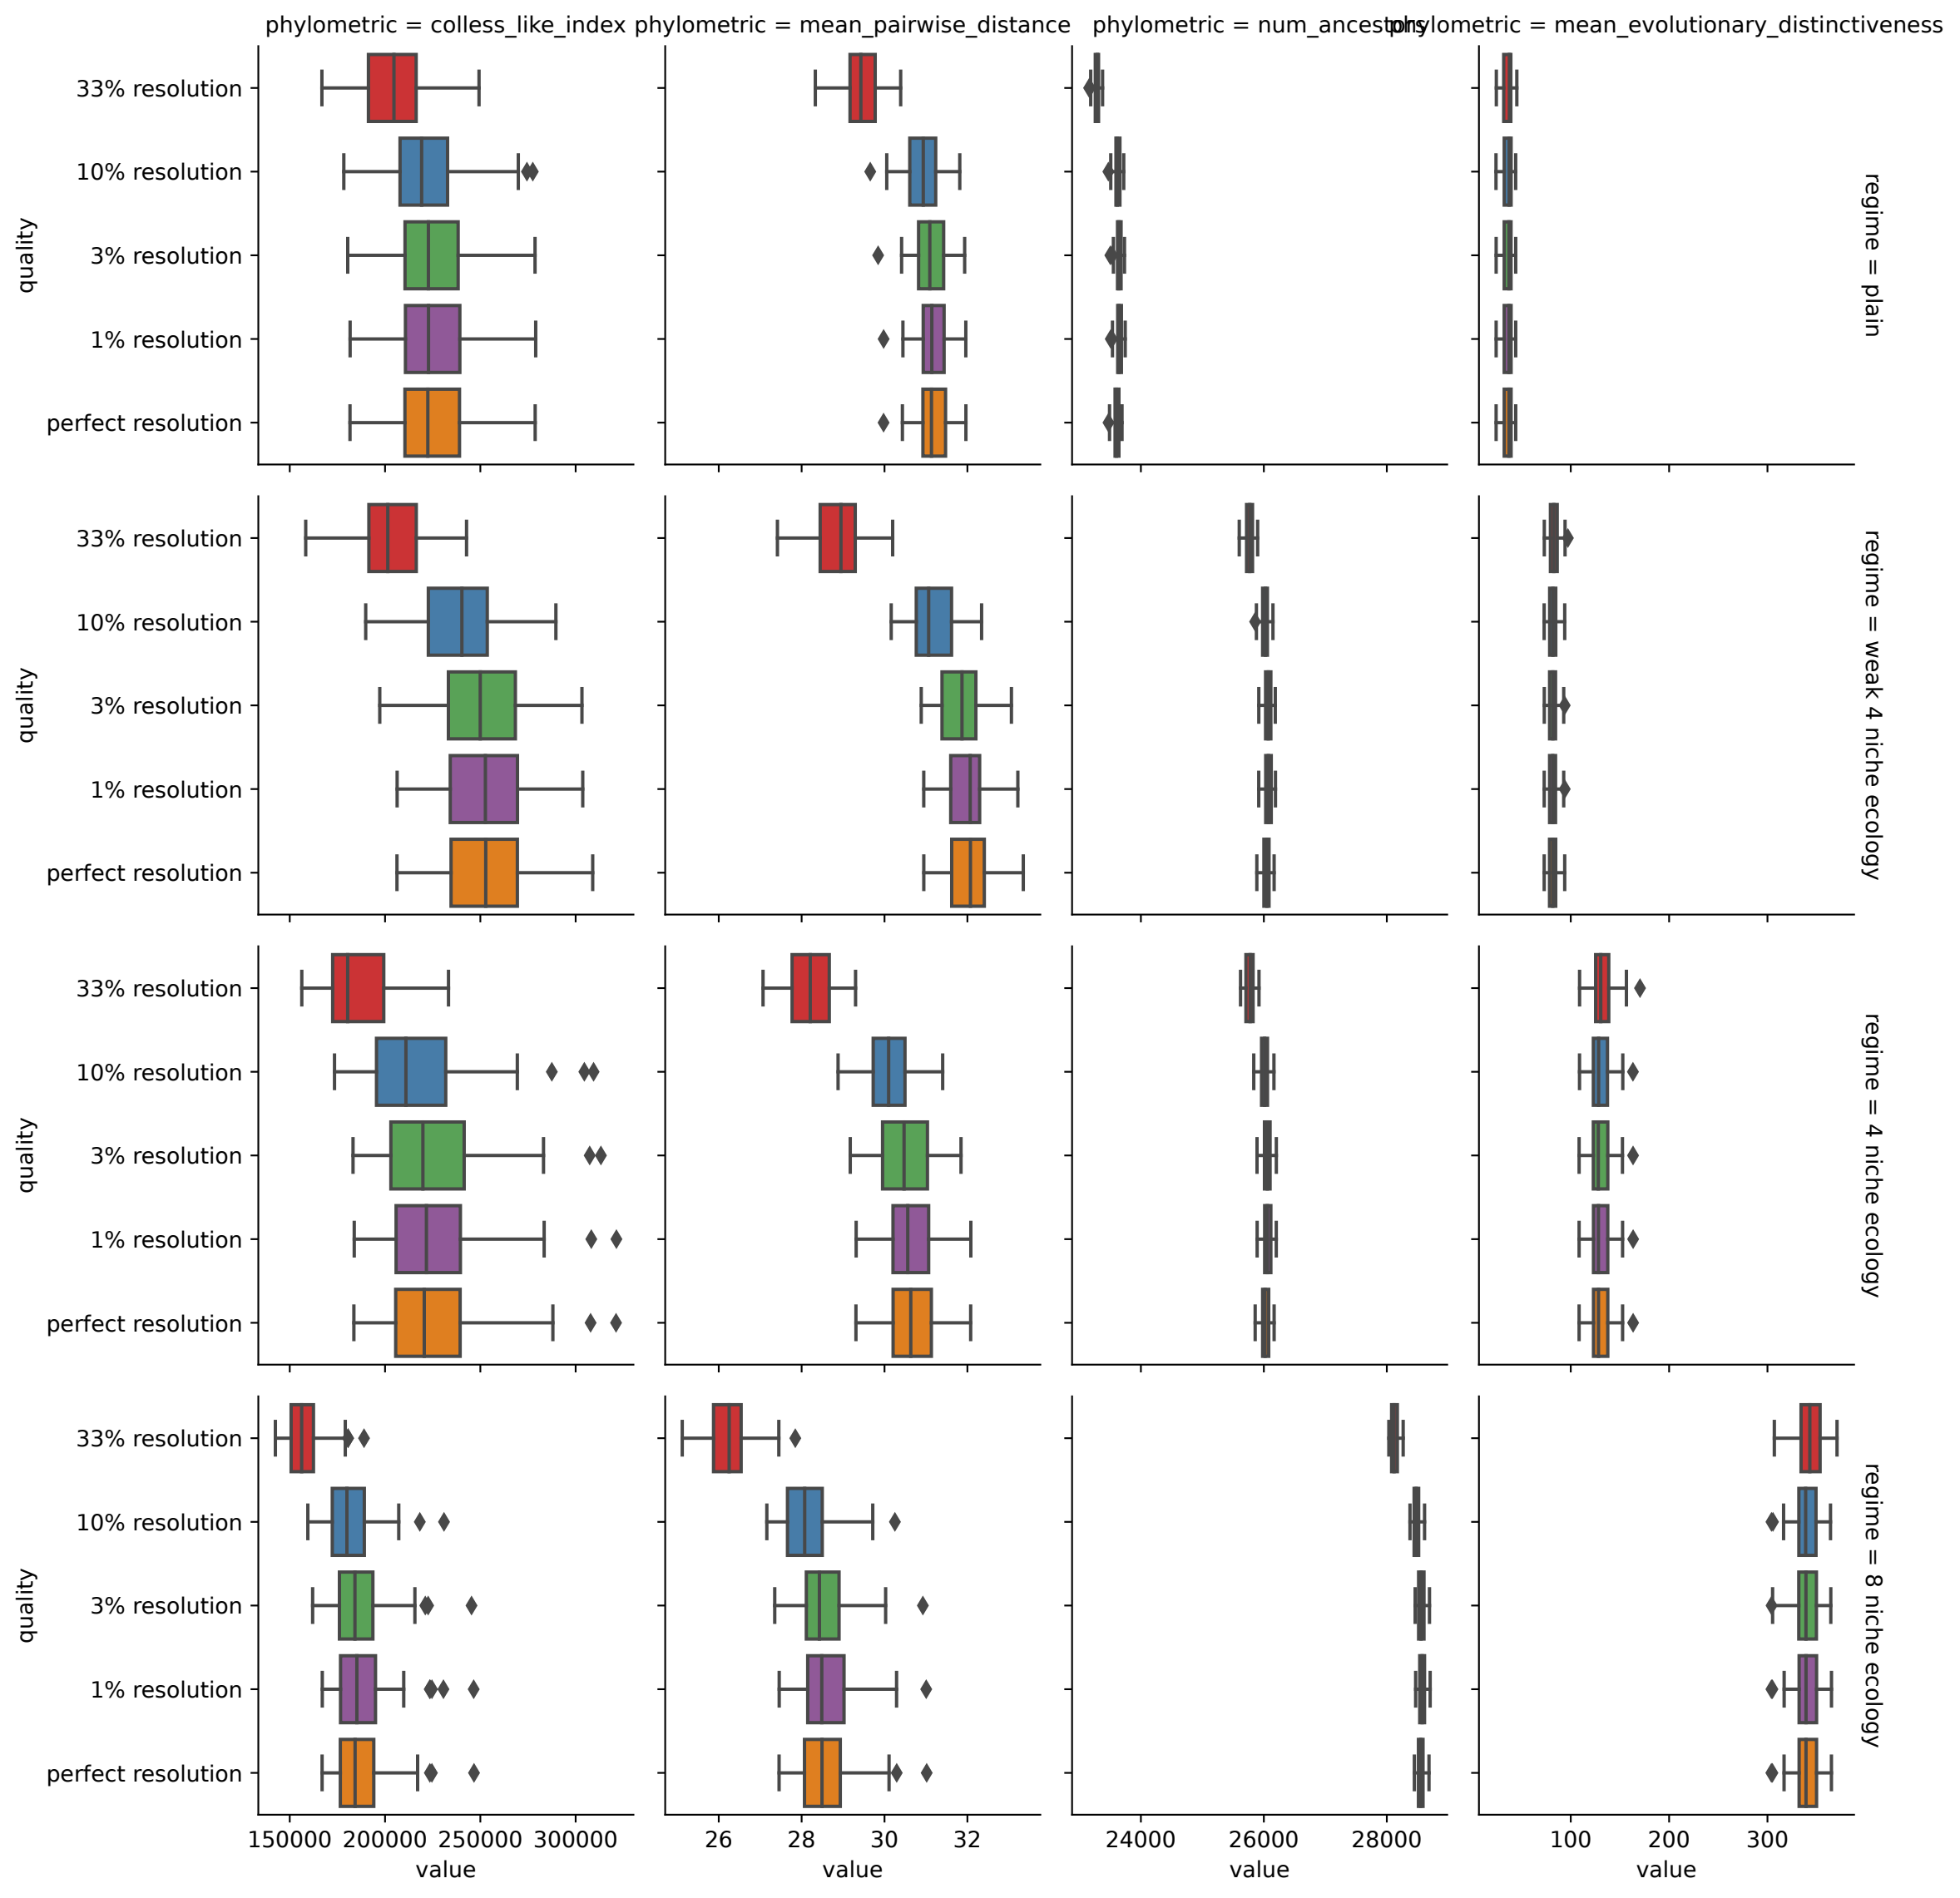 phylometric = colless_like_index phylometric = mean_pairwise_distance phylometric = num_ancestors phylometric = mean_evolutionary_distinctiveness
33% resolution
10% resolution
3% resolution
1% resolution
perfect resolution
quality
regime = plain
33% resolution
10% resolution
3% resolution
1% resolution
perfect resolution
quality
regime = weak 4 niche ecology
33% resolution
10% resolution
3% resolution
1% resolution
perfect resolution
quality
regime = 4 niche ecology
33% resolution
10% resolution
3% resolution
1% resolution
perfect resolution
quality
regime = 8 niche ecology
150000 200000 250000 300000 26 28 30 32 24000 26000 28000 100 200 300
value value value value